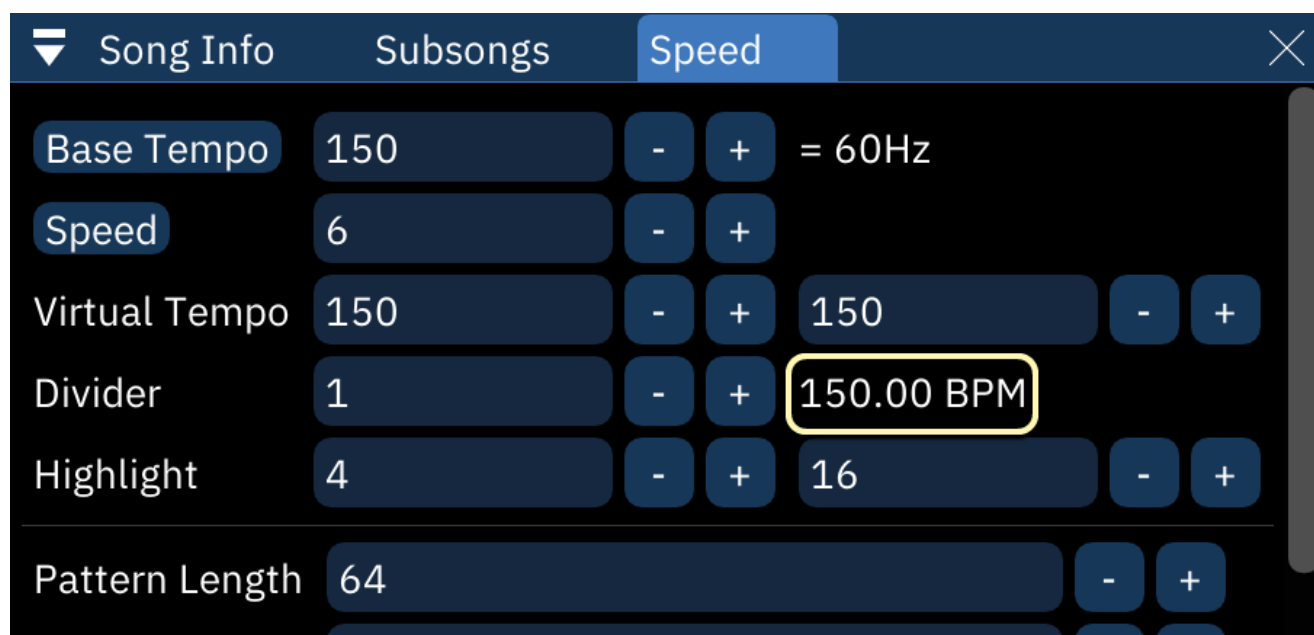 Song Info Subsongs Speed
Base Tempo 150 - + = 60Hz
Speed 6 - +
Virtual Tempo 150 - + 150 - +
Divider 1 - + 150.00 BPM
Highlight 4 - + 16 - +
Pattern Length 64 - +